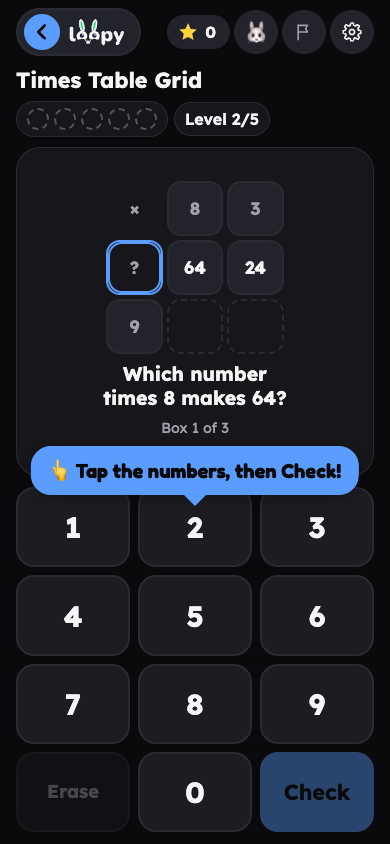 loopy
0
Times Table Grid
Level 2/5
× 8 3
? 64 24
9
Which number
times 8 makes 64?
Box 1 of 3
👆 Tap the numbers, then Check!
1 2 3
4 5 6
7 8 9
Erase 0 Check